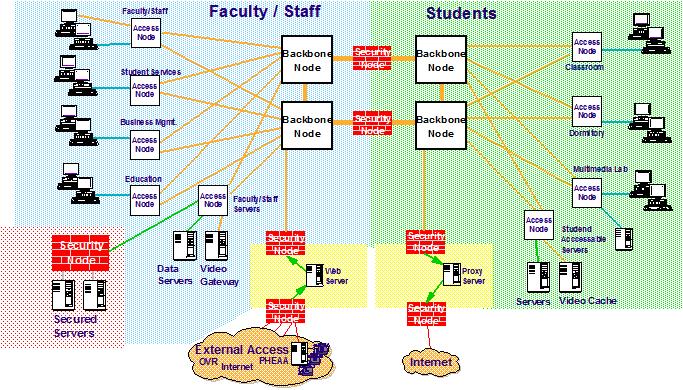 Faculty / Staff
Students
Faculty/Staff
Access
Node
Student Services
Access
Node
Business Mgmt.
Access
Node
Education
Access
Node
Access
Node
Faculty/Staff
Servers
Backbone
Node
Security
Node
Backbone
Node
Backbone
Node
Security
Node
Backbone
Node
Access
Node
Classroom
Access
Node
Dormitory
Multimedia Lab
Access
Node
Access
Node
Studend
Acccessable
Servers
Servers
Video Cache
Security
Node
Secured
Servers
Data
Servers
Video
Gateway
Security
Node
Web
Server
Security
Node
Security
Node
Proxy
Server
Security
Node
External Access
OVR
PHEAA
Internet
Internet